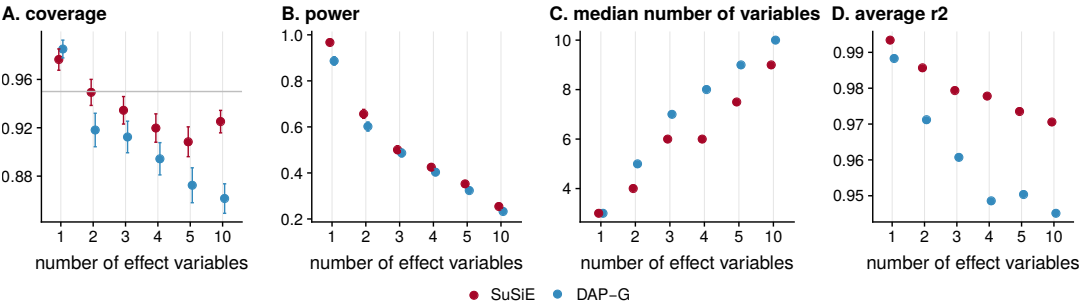 A. coverage
0.96
0.92
0.88
1 2 3 4 5 10
number of effect variables
B. power
1.0
0.8
0.6
0.4
0.2
1 2 3 4 5 10
number of effect variables
C. median number of variables
10
8
6
4
1 2 3 4 5 10
number of effect variables
D. average r2
0.99
0.98
0.97
0.96
0.95
1 2 3 4 5 10
number of effect variables
SuSiE DAP−G